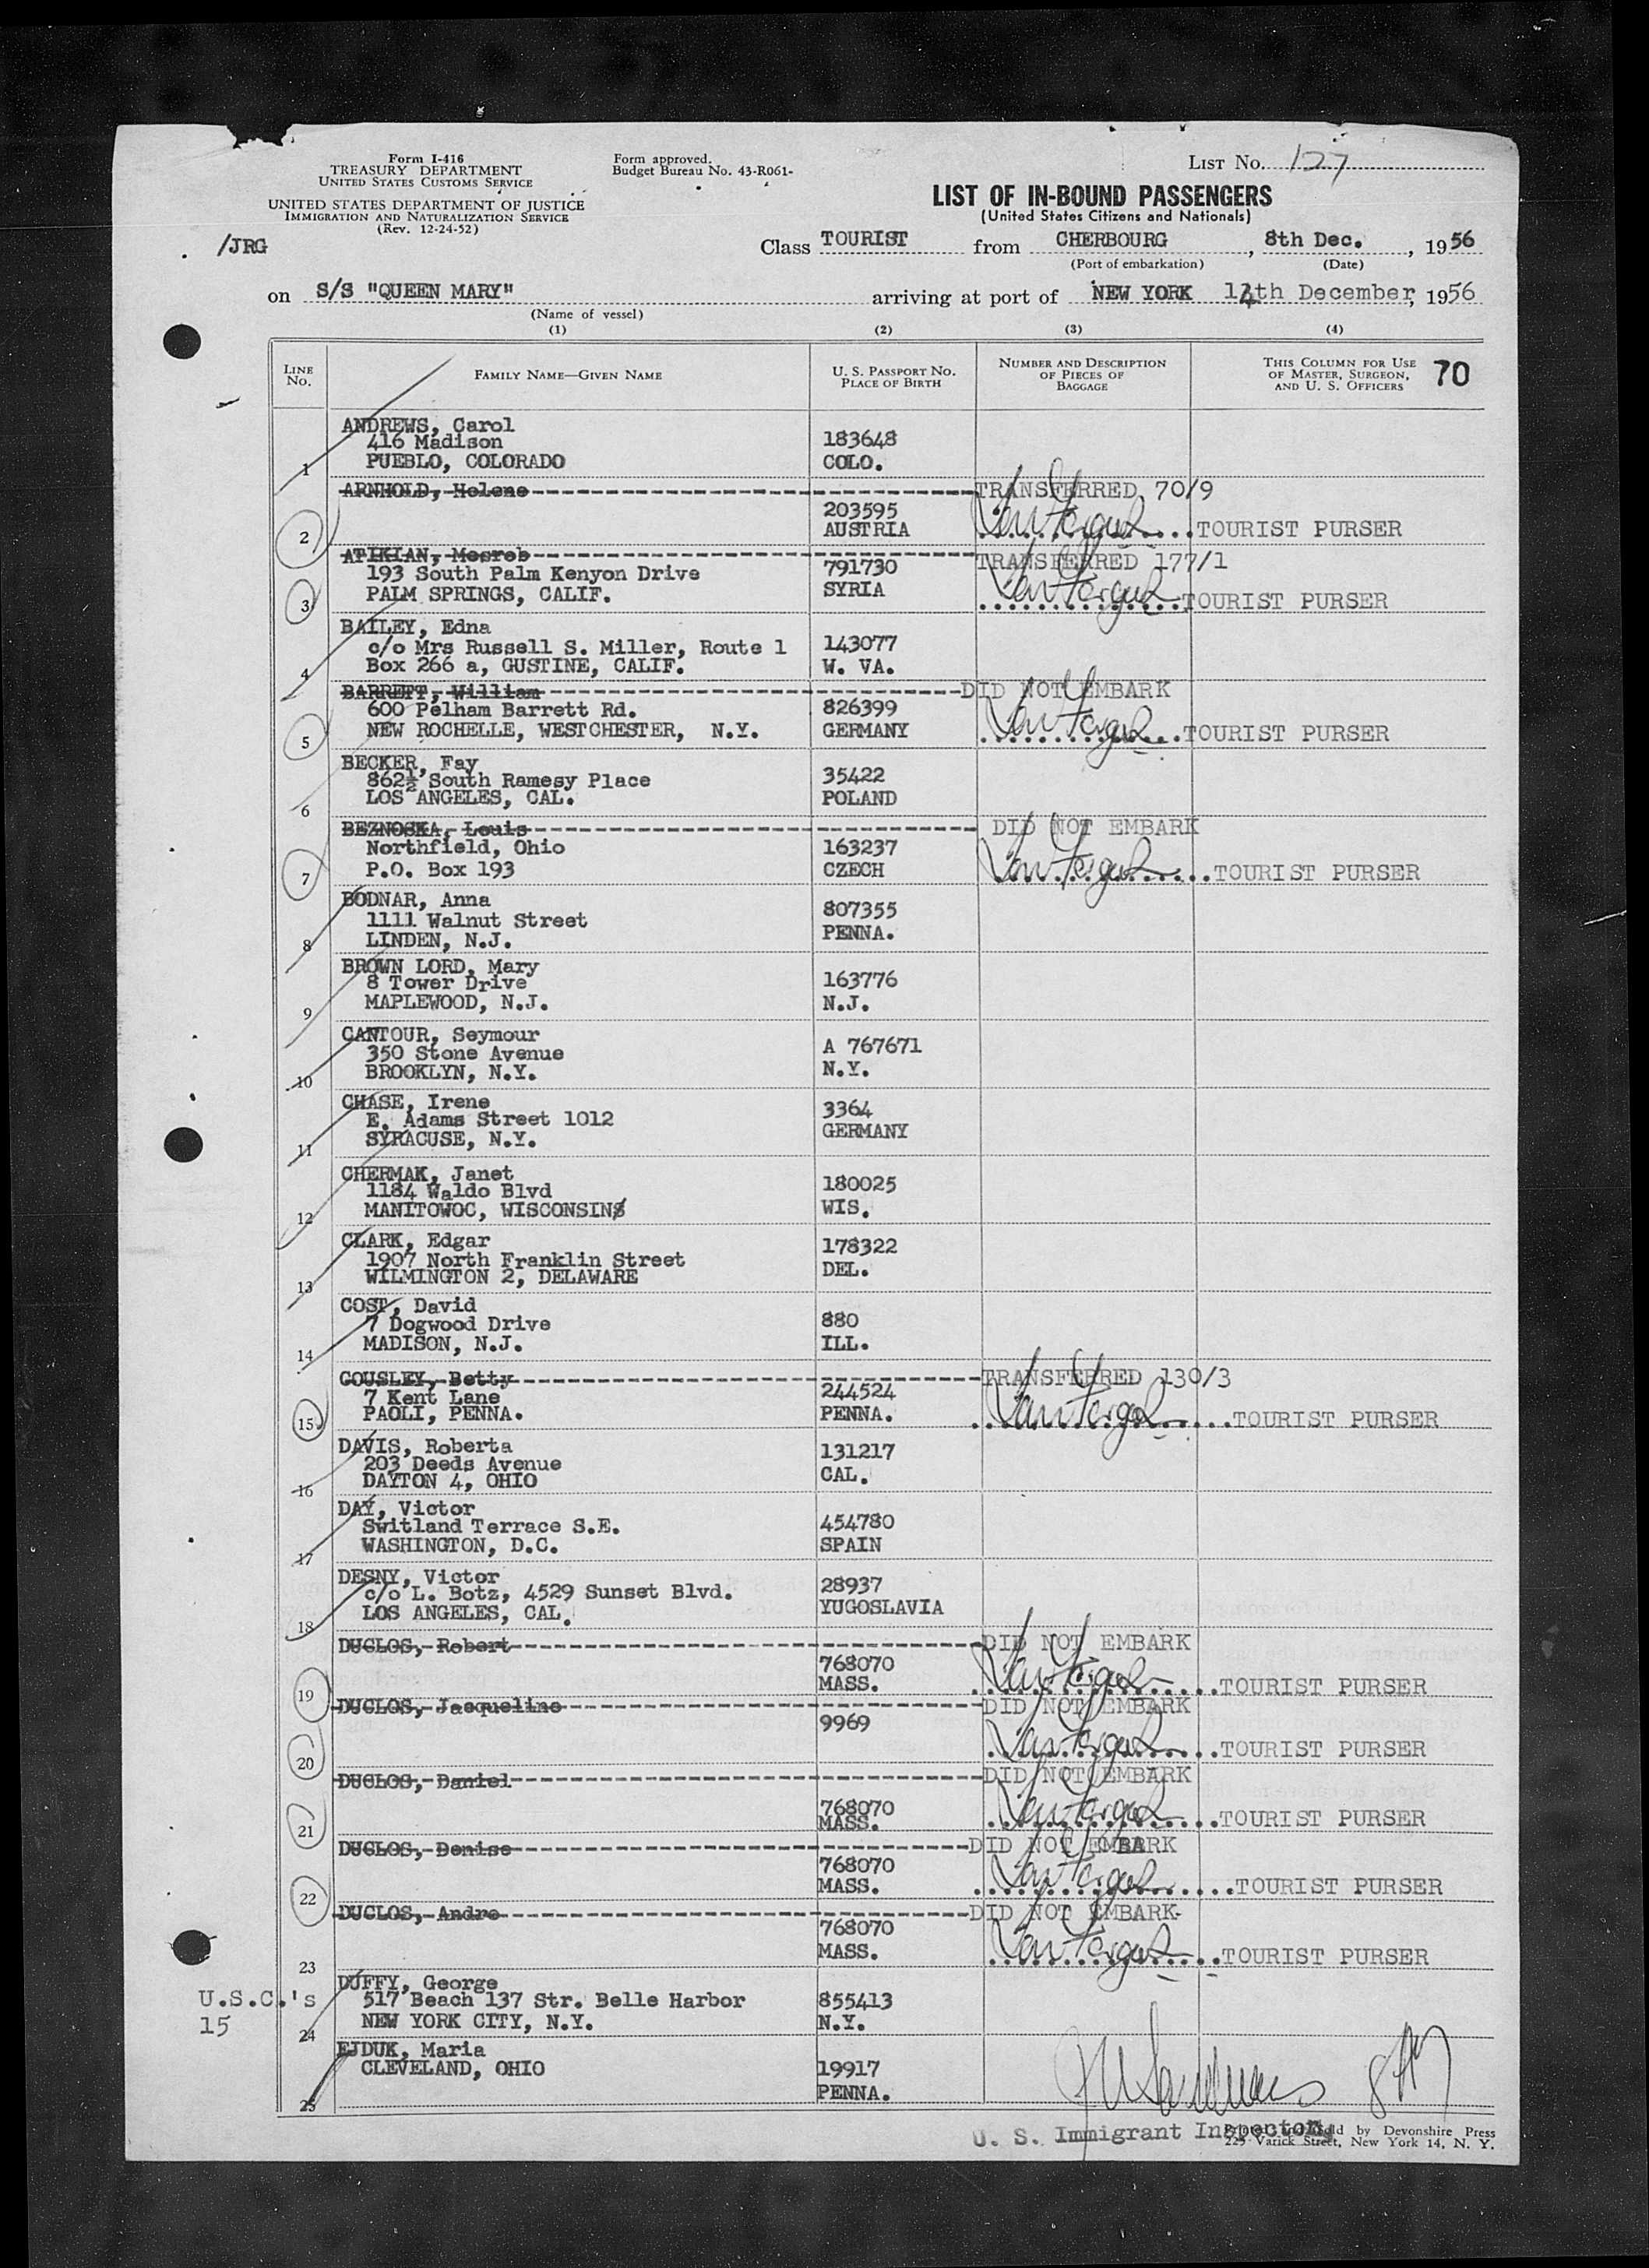 Form I-416
TREASURY DEPARTMENT
UNITED STATES CUSTOMS SERVICE
UNITED STATES DEPARTMENT OF JUSTICE
IMMIGRATION AND NATURALIZATION SERVICE
(Rev. 12-24-52)
Form approved.
Budget Bureau No. 43-R061-
LIST No. 127
LIST OF IN-BOUND PASSENGERS
(United States Citizens and Nationals)
/JRG
Class TOURIST from CHERBOURG, 8th Dec., 1956
(Port of embarkation) (Date)
on S/S "QUEEN MARY" arriving at port of NEW YORK 14th December, 1956
(Name of vessel)
(1) (2) (3) (4)
LINE No. FAMILY NAME—GIVEN NAME U. S. PASSPORT No. PLACE OF BIRTH NUMBER AND DESCRIPTION OF PIECES OF BAGGAGE THIS COLUMN FOR USE OF MASTER, SURGEON, AND U. S. OFFICERS 70
ANDREWS, Carol
416 Madison 183648
1 PUEBLO, COLORADO COLO.
ARNHOLD, Helene TRANSFERRED 70/9
203595
2 AUSTRIA TOURIST PURSER
ATIKIAN, Mesreb TRANSFERRED 177/1
193 South Palm Kenyon Drive 791730
3 PALM SPRINGS, CALIF. SYRIA TOURIST PURSER
BAILEY, Edna
c/o Mrs Russell S. Miller, Route 1 143077
4 Box 266 a, GUSTINE, CALIF. W. VA.
BARRETT, William DID NOT EMBARK
600 Pelham Barrett Rd. 826399
5 NEW ROCHELLE, WESTCHESTER, N.Y. GERMANY TOURIST PURSER
BECKER, Fay
862½ South Ramesy Place 35422
6 LOS ANGELES, CAL. POLAND
BEZNOSKA, Louis DID NOT EMBARK
Northfield, Ohio 163237
7 P.O. Box 193 CZECH TOURIST PURSER
BODNAR, Anna
1111 Walnut Street 807355
8 LINDEN, N.J. PENNA.
BROWN LORD, Mary
8 Tower Drive 163776
9 MAPLEWOOD, N.J. N.J.
CANTOUR, Seymour
350 Stone Avenue A 767671
10 BROOKLYN, N.Y. N.Y.
CHASE, Irene
E. Adams Street 1012 3364
11 SYRACUSE, N.Y. GERMANY
CHERMAK, Janet
1184 Waldo Blvd 180025
12 MANITOWOC, WISCONSIN WIS.
CLARK, Edgar
1907 North Franklin Street 178322
13 WILMINGTON 2, DELAWARE DEL.
COST, David
7 Dogwood Drive 880
14 MADISON, N.J. ILL.
COUSLEY, Betty TRANSFERRED 130/3
7 Kent Lane 244524
15 PAOLI, PENNA. PENNA. TOURIST PURSER
DAVIS, Roberta
203 Deeds Avenue 131217
16 DAYTON 4, OHIO CAL.
DAY, Victor
Switland Terrace S.E. 454780
17 WASHINGTON, D.C. SPAIN
DESNY, Victor
c/o L. Botz, 4529 Sunset Blvd. 28937
18 LOS ANGELES, CAL. YUGOSLAVIA
DUCLOS, Robert DID NOT EMBARK
768070
19 MASS. TOURIST PURSER
DUCLOS, Jacqueline DID NOT EMBARK
9969
20 TOURIST PURSER
DUCLOS, Daniel DID NOT EMBARK
768070
21 MASS. TOURIST PURSER
DUCLOS, Denise DID NOT EMBARK
768070
22 MASS. TOURIST PURSER
DUCLOS, Andre DID NOT EMBARK
768070
23 MASS. TOURIST PURSER
DUFFY, George
U.S.C.'s 517 Beach 137 Str. Belle Harbor 855413
15 24 NEW YORK CITY, N.Y. N.Y.
EJDUK, Maria
CLEVELAND, OHIO 19917
25 PENNA.
U. S. Immigrant Inspector
Printed and Sold by Devonshire Press
225 Varick Street, New York 14, N. Y.